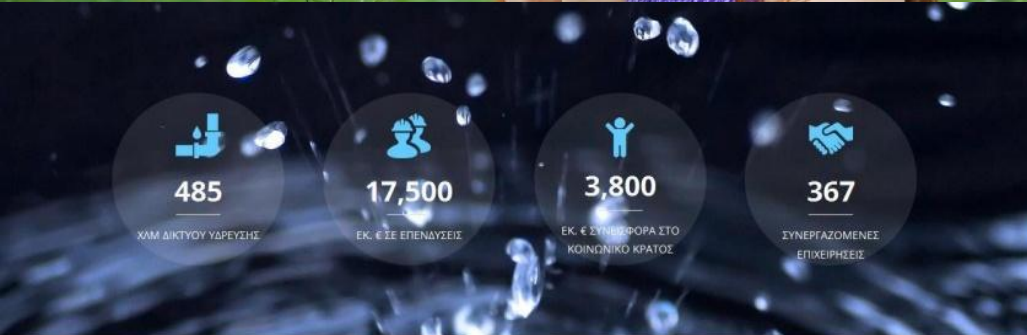 485
ΧΛΜ ΔΙΚΤΥΟΥ ΥΔΡΕΥΣΗΣ
17,500
ΕΚ. € ΣΕ ΕΠΕΝΔΥΣΕΙΣ
3,800
ΕΚ. € ΣΥΝΕΙΣΦΟΡΑ ΣΤΟ
ΚΟΙΝΩΝΙΚΟ ΚΡΑΤΟΣ
367
ΣΥΝΕΡΓΑΖΟΜΕΝΕΣ
ΕΠΙΧΕΙΡΗΣΕΙΣ